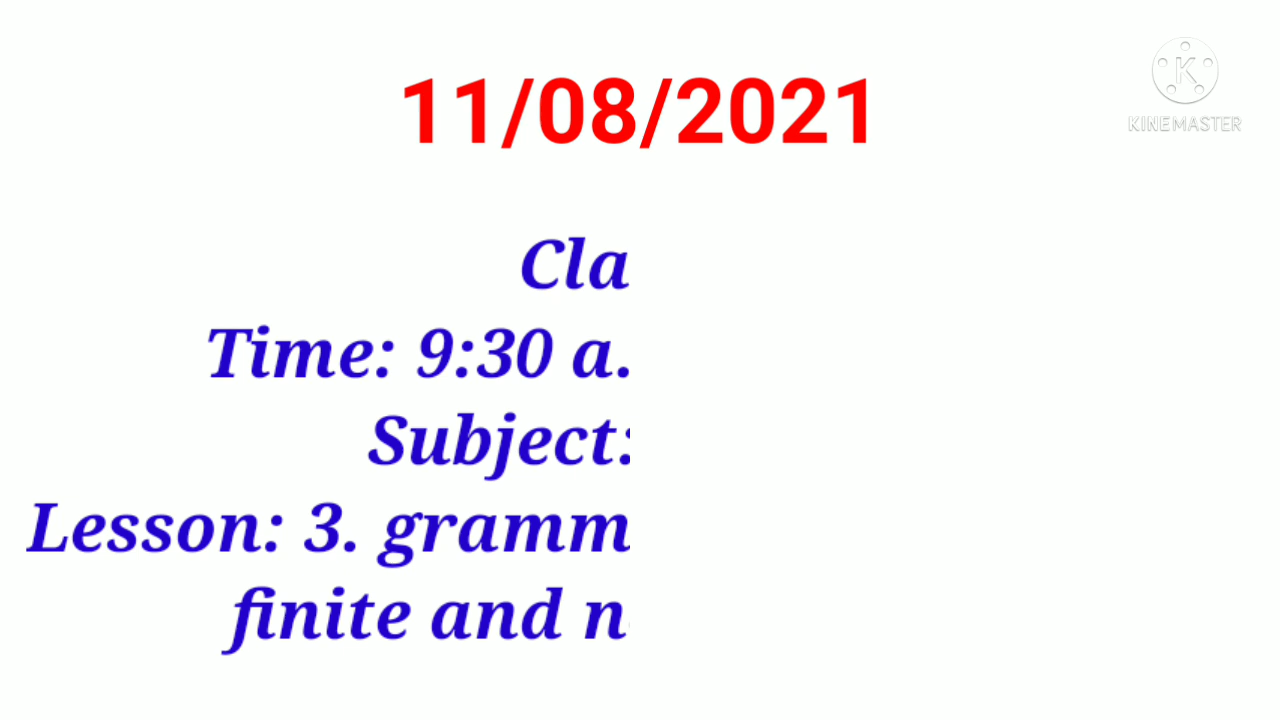 11/08/2021
KINEMASTER
Cla
Time: 9:30 a.
Subject:
Lesson: 3. gramm
finite and n